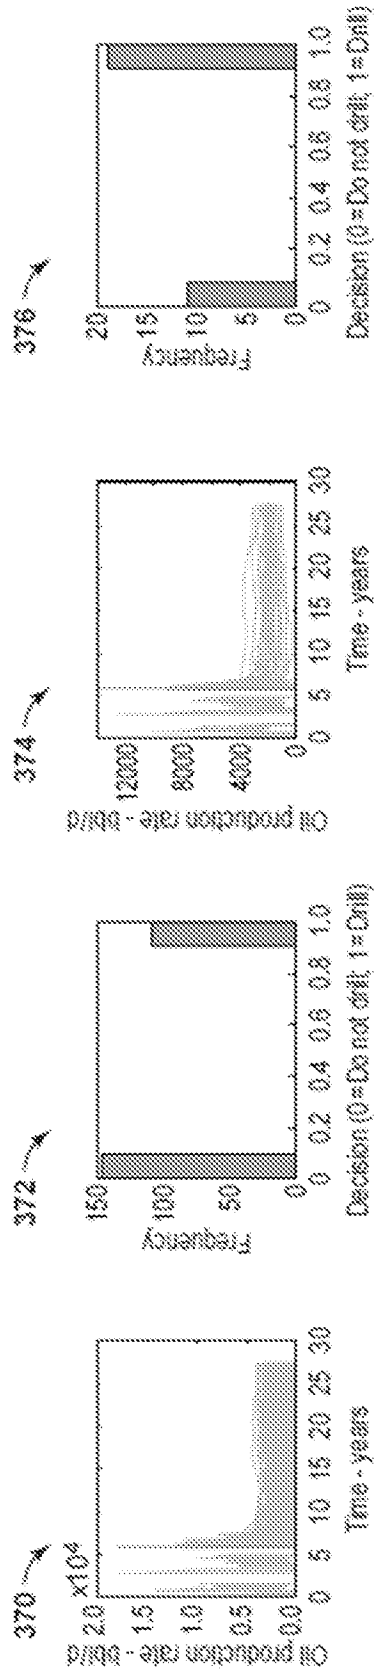 370
x10⁴
2.0
1.5
1.0
0.5
0.0
Oil production rate - bbl/d
0 5 10 15 20 25 30
Time - years
372
150
100
50
0
Frequency
0 0.2 0.4 0.6 0.8 1.0
Decision (0=Do not drill; 1=Drill)
374
12000
8000
4000
0
Oil production rate - bbl/d
0 5 10 15 20 25 30
Time - years
376
20
15
10
5
0
Frequency
0 0.2 0.4 0.6 0.8 1.0
Decision (0=Do not drill; 1=Drill)